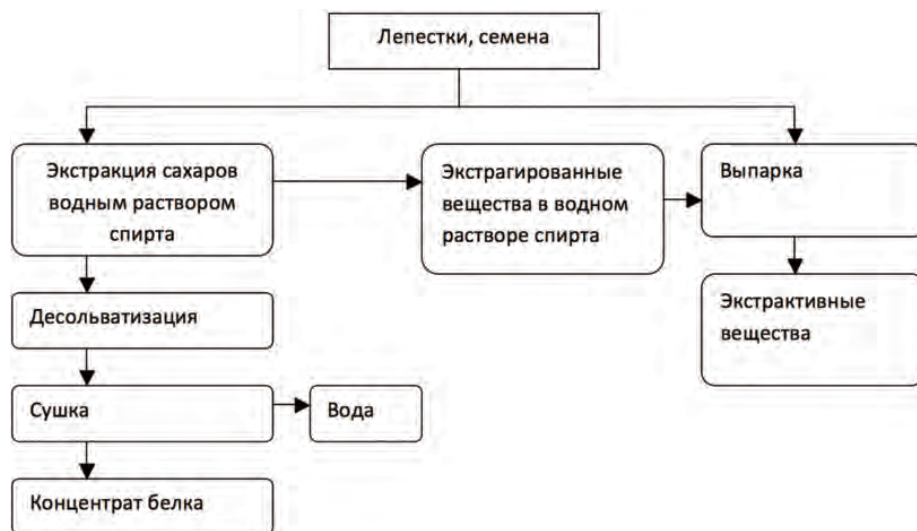 Лепестки, семена
Экстракция сахаров
водным раствором
спирта
Экстрагированные
вещества в водном
растворе спирта
Выпарка
Десольватизация
Экстрактивные
вещества
Сушка
Вода
Концентрат белка